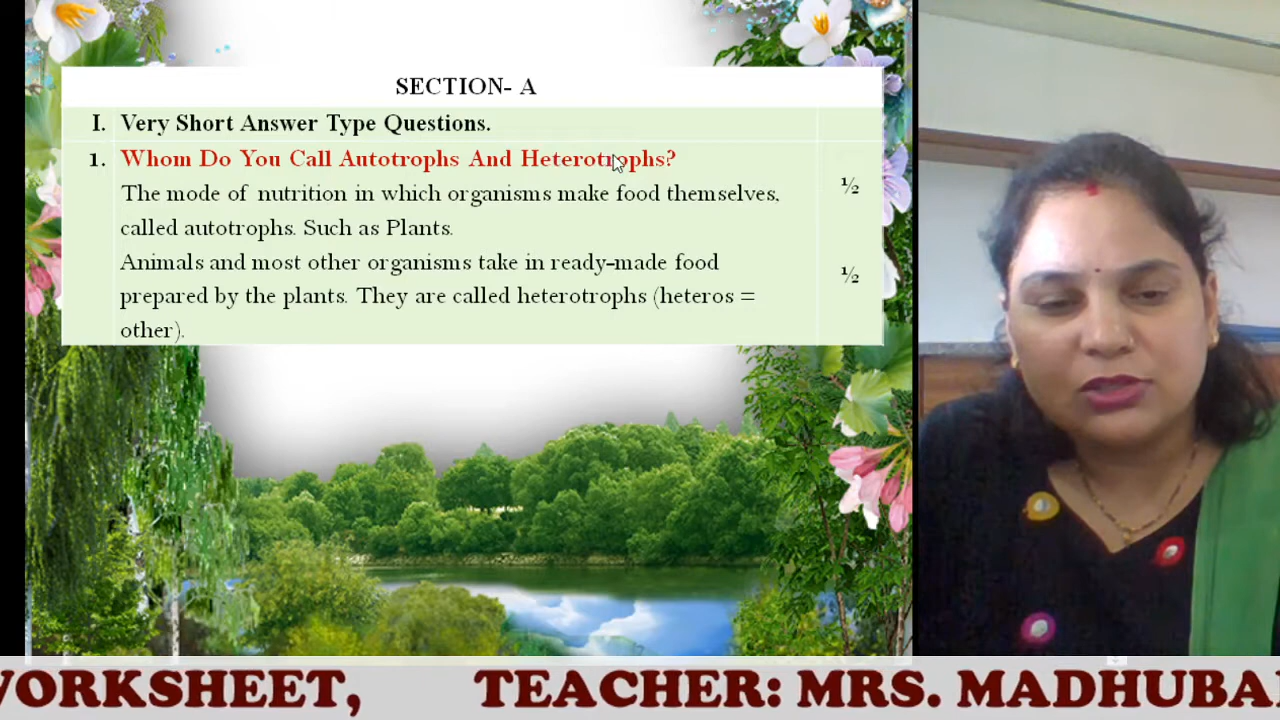 SECTION- A
I. Very Short Answer Type Questions.
1. Whom Do You Call Autotrophs And Heterotrophs?
The mode of nutrition in which organisms make food themselves, ½
called autotrophs. Such as Plants.
Animals and most other organisms take in ready-made food ½
prepared by the plants. They are called heterotrophs (heteros =
other).
WORKSHEET, TEACHER: MRS. MADHUBA